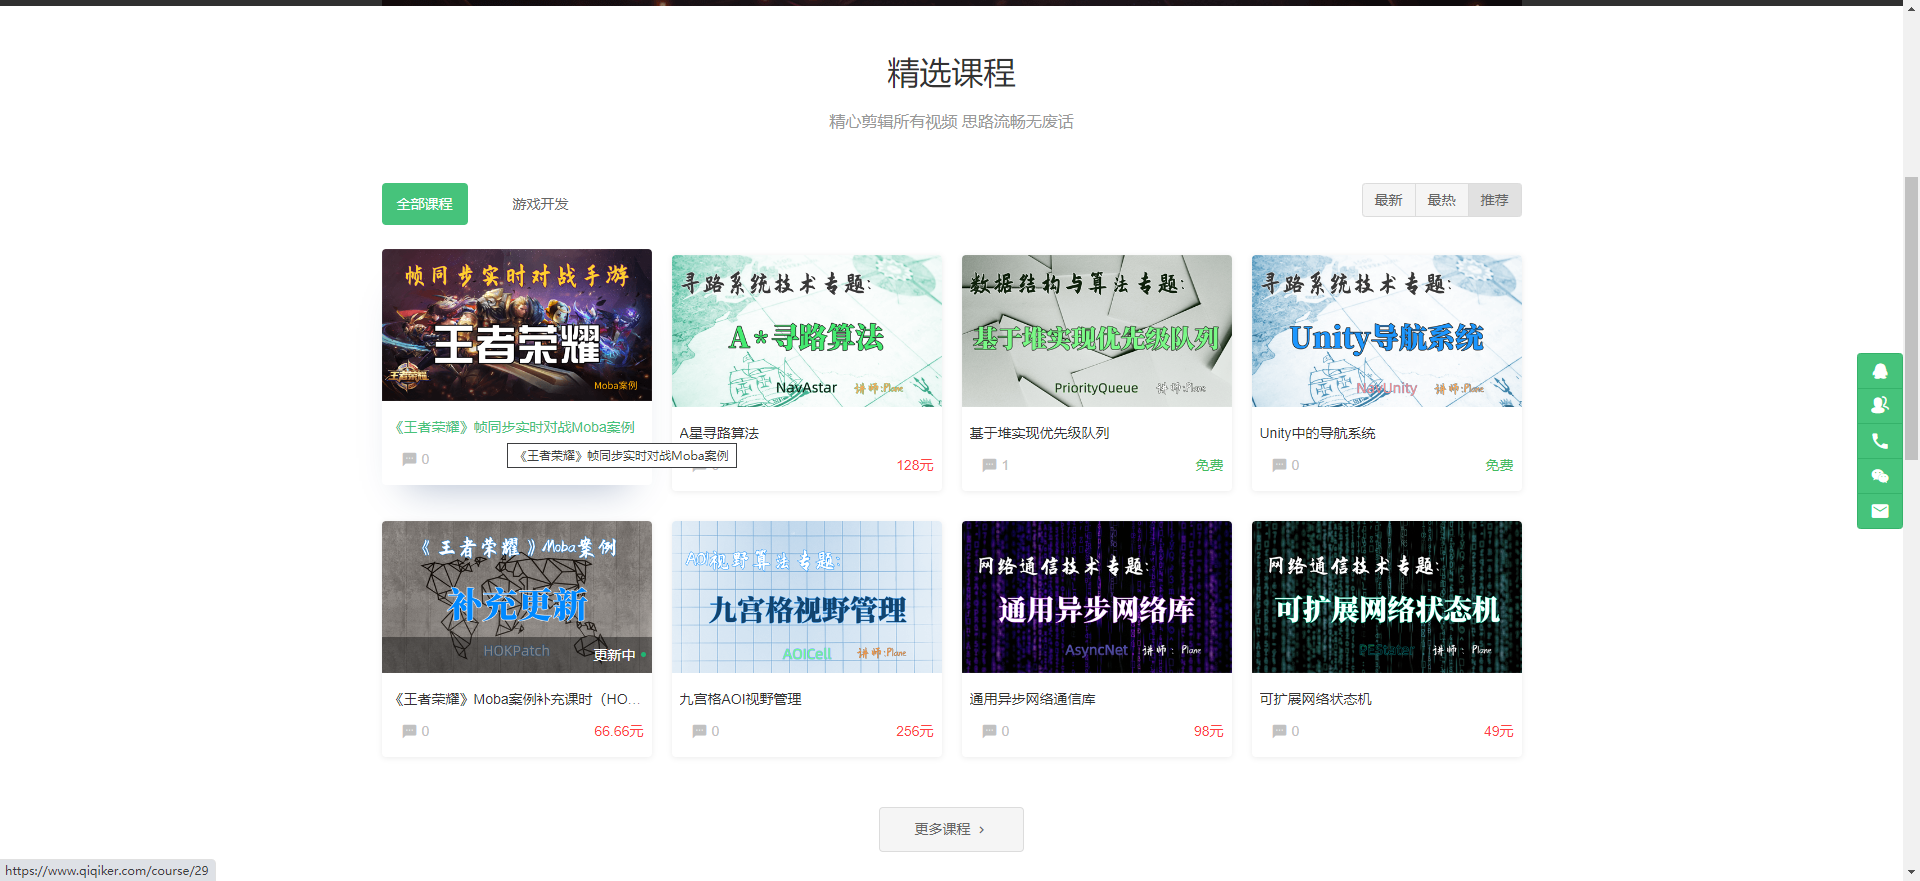 精选课程
精心剪辑所有视频 思路流畅无废话
全部课程
游戏开发
最新
最热
推荐
帧同步实时对战手游
王者荣耀
王者荣耀
Moba案例
《王者荣耀》帧同步实时对战Moba案例
0
《王者荣耀》帧同步实时对战Moba案例
寻路系统技术专题:
A*寻路算法
NavAstar
讲师:Plane
A星寻路算法
128元
数据结构与算法专题:
基于堆实现优先级队列
PriorityQueue
讲师:Plane
基于堆实现优先级队列
1
免费
寻路系统技术专题:
Unity导航系统
NavUnity
讲师:Plane
Unity中的导航系统
0
免费
《王者荣耀》Moba案例
补充更新
HOKPatch
更新中
《王者荣耀》Moba案例补充课时（HO...
0
66.66元
AOI视野算法专题:
九宫格视野管理
AOICell
讲师:Plane
九宫格AOI视野管理
0
256元
网络通信技术专题:
通用异步网络库
AsyncNet
讲师:Plane
通用异步网络通信库
0
98元
网络通信技术专题:
可扩展网络状态机
讲师:Plane
可扩展网络状态机
0
49元
更多课程 ›
https://www.qiqiker.com/course/29